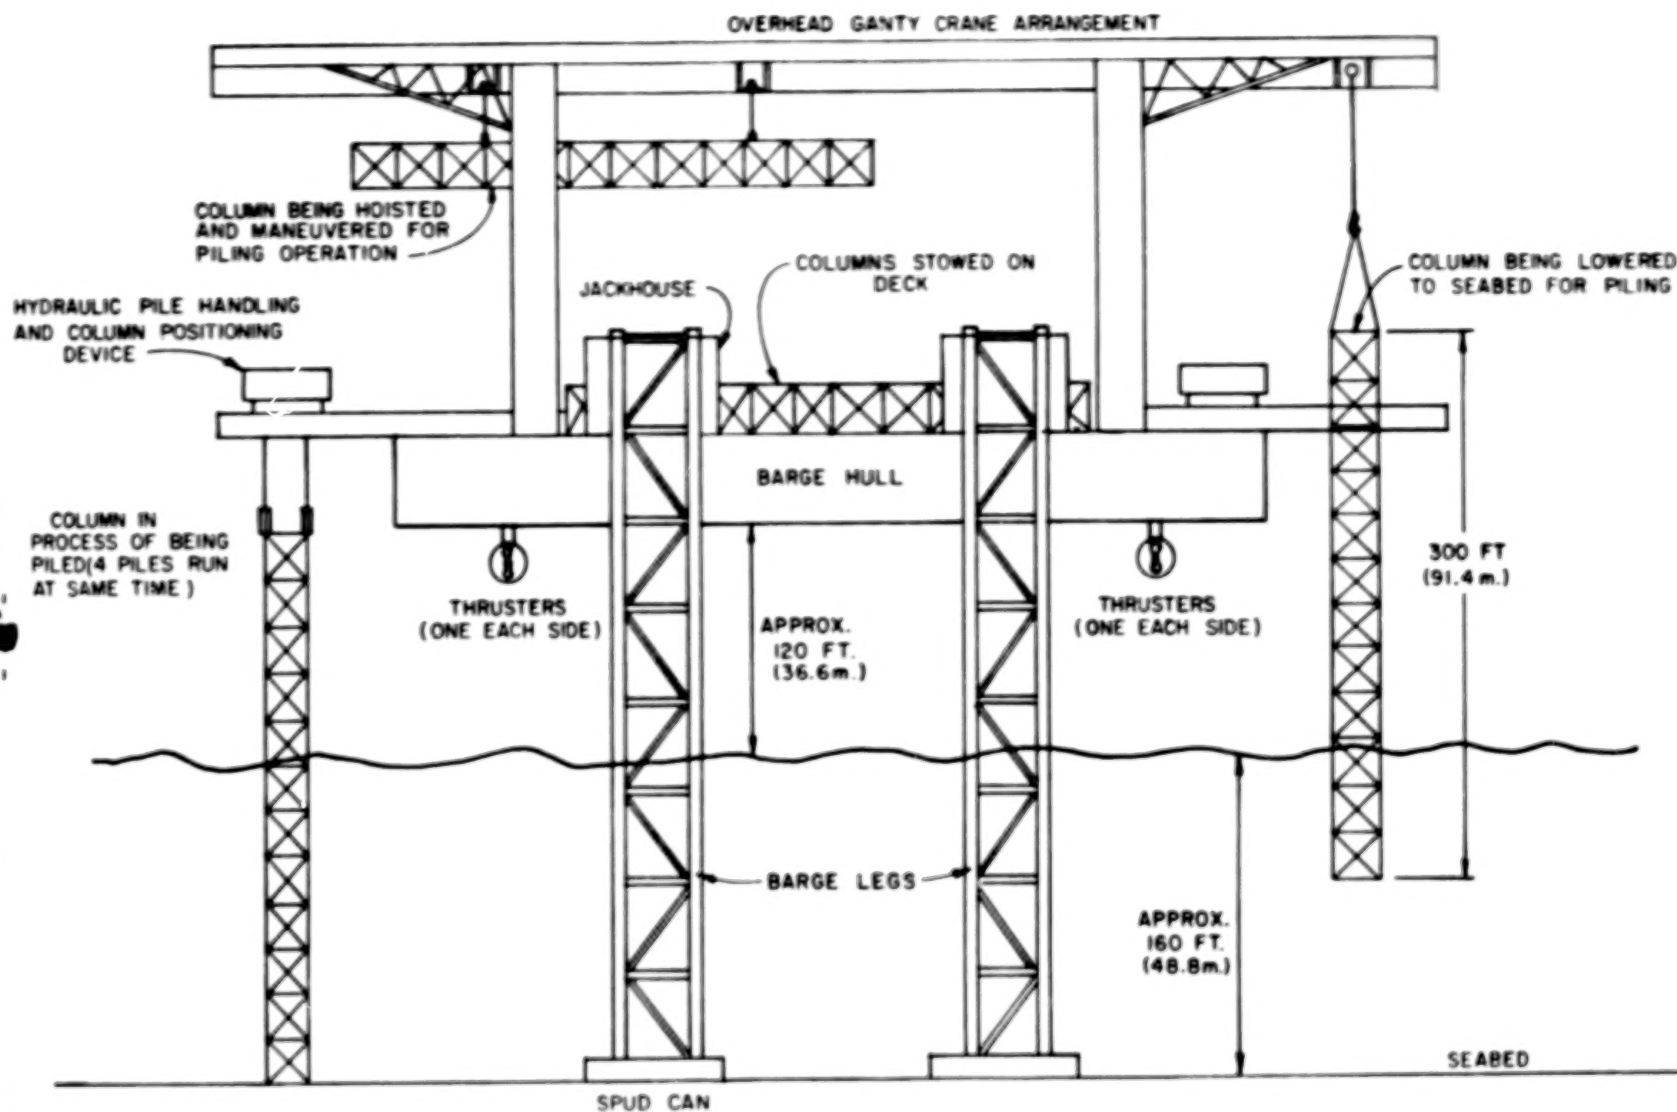 OVERHEAD GANTY CRANE ARRANGEMENT
COLUMN BEING HOISTED
AND MANEUVERED FOR
PILING OPERATION
COLUMNS STOWED ON
DECK
COLUMN BEING LOWERED
TO SEABED FOR PILING
JACKHOUSE
HYDRAULIC PILE HANDLING
AND COLUMN POSITIONING
DEVICE
BARGE HULL
COLUMN IN
PROCESS OF BEING
PILED(4 PILES RUN
AT SAME TIME)
300 FT
(91.4m.)
THRUSTERS
(ONE EACH SIDE)
APPROX.
120 FT.
(36.6m.)
THRUSTERS
(ONE EACH SIDE)
BARGE LEGS
APPROX.
160 FT.
(48.8m.)
SEABED
SPUD CAN